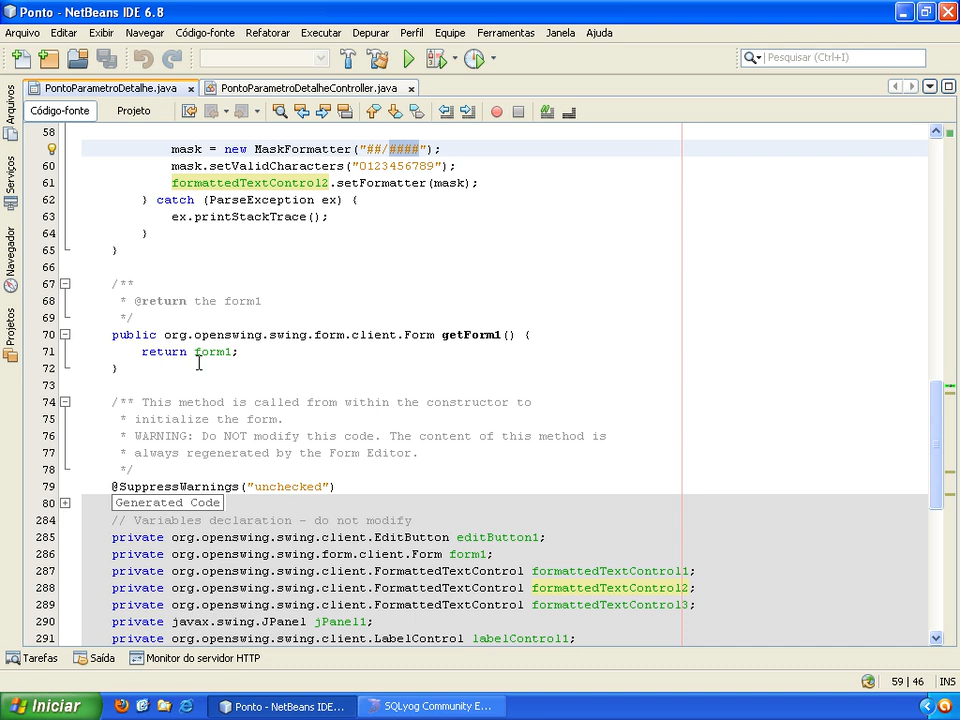 Ponto - NetBeans IDE 6.8
Arquivo Editar Exibir Navegar Código-fonte Refatorar Executar Depurar Perfil Equipe Ferramentas Janela Ajuda
Pesquisar (Ctrl+I)
PontoParametroDetalhe.java PontoParametroDetalheController.java
Código-fonte Projeto
Arquivos
Serviços
Navegador
Projetos
58
mask = new MaskFormatter("##/####");
60 mask.setValidCharacters("0123456789");
61 formattedTextControl2.setFormatter(mask);
62 } catch (ParseException ex) {
63 ex.printStackTrace();
64 }
65 }
66
67 /**
68 * @return the form1
69 */
70 public org.openswing.swing.form.client.Form getForm1() {
71 return form1;
72 }
73
74 /** This method is called from within the constructor to
75 * initialize the form.
76 * WARNING: Do NOT modify this code. The content of this method is
77 * always regenerated by the Form Editor.
78 */
79 @SuppressWarnings("unchecked")
80 Generated Code
284 // Variables declaration - do not modify
285 private org.openswing.swing.client.EditButton editButton1;
286 private org.openswing.swing.form.client.Form form1;
287 private org.openswing.swing.client.FormattedTextControl formattedTextControl1;
288 private org.openswing.swing.client.FormattedTextControl formattedTextControl2;
289 private org.openswing.swing.client.FormattedTextControl formattedTextControl3;
290 private javax.swing.JPanel jPanel1;
291 private org.openswing.swing.client.LabelControl labelControl1;
Tarefas Saída Monitor do servidor HTTP
59 | 46 INS
Iniciar Ponto - NetBeans IDE... SQLyog Community E...